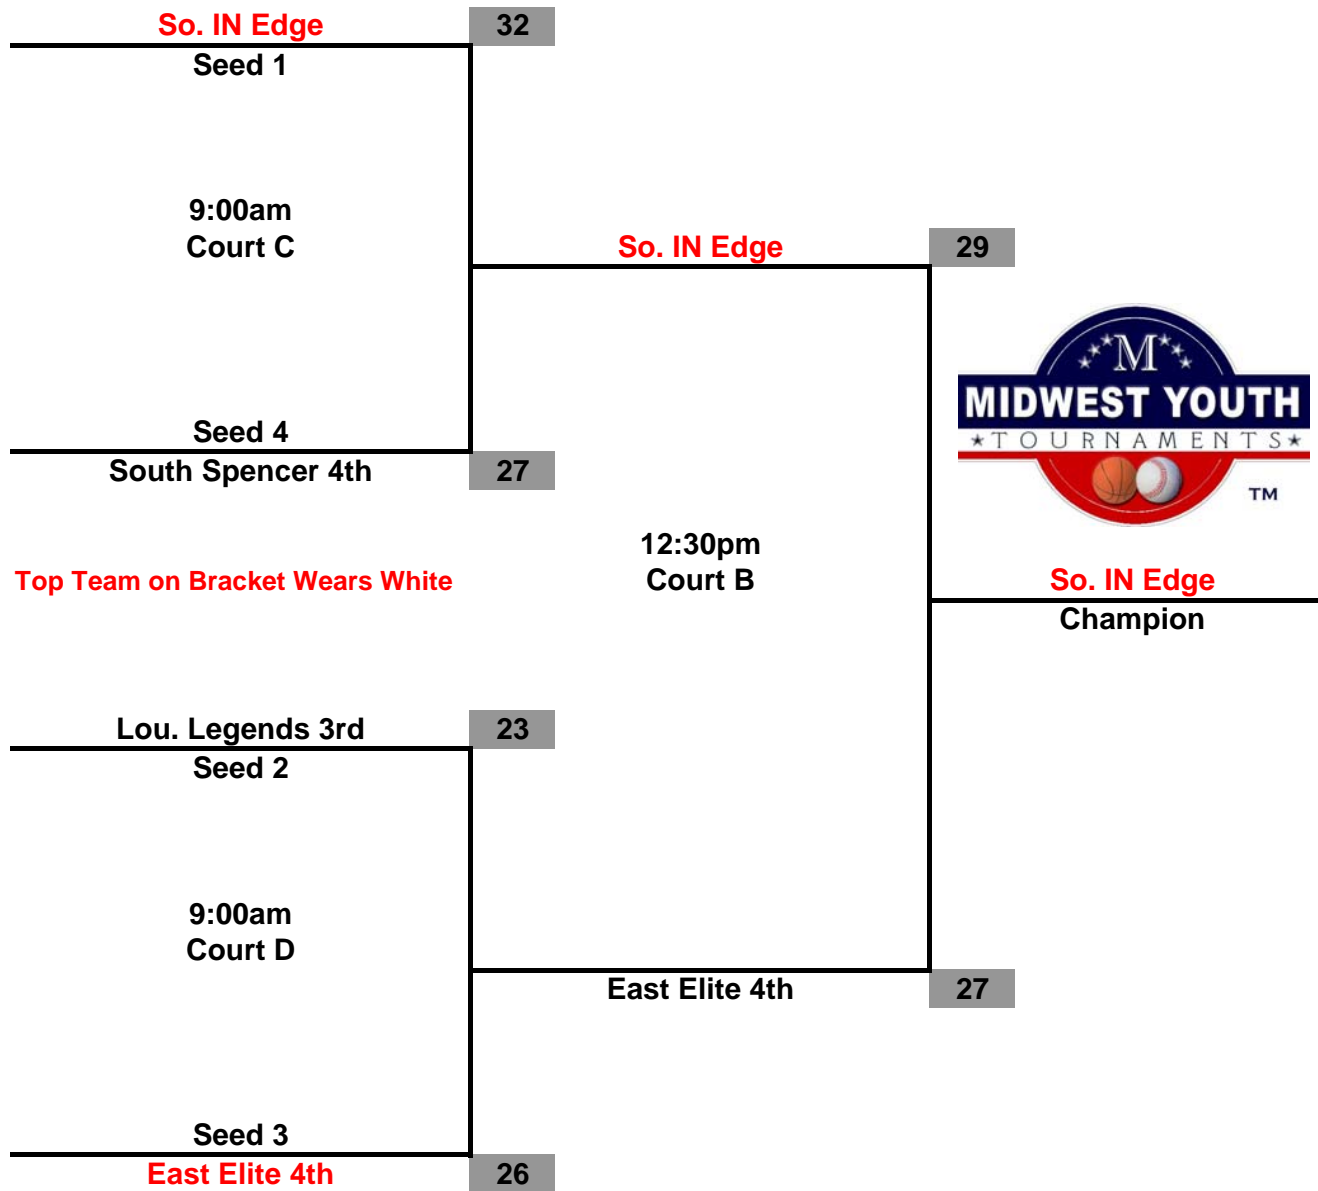 So. IN Edge 32
Seed 1
9:00am
Court C
So. IN Edge 29
M
MIDWEST YOUTH
TOURNAMENTS
TM
Seed 4
South Spencer 4th 27
12:30pm
Court B
Top Team on Bracket Wears White
So. IN Edge
Champion
Lou. Legends 3rd 23
Seed 2
9:00am
Court D
East Elite 4th 27
Seed 3
East Elite 4th 26